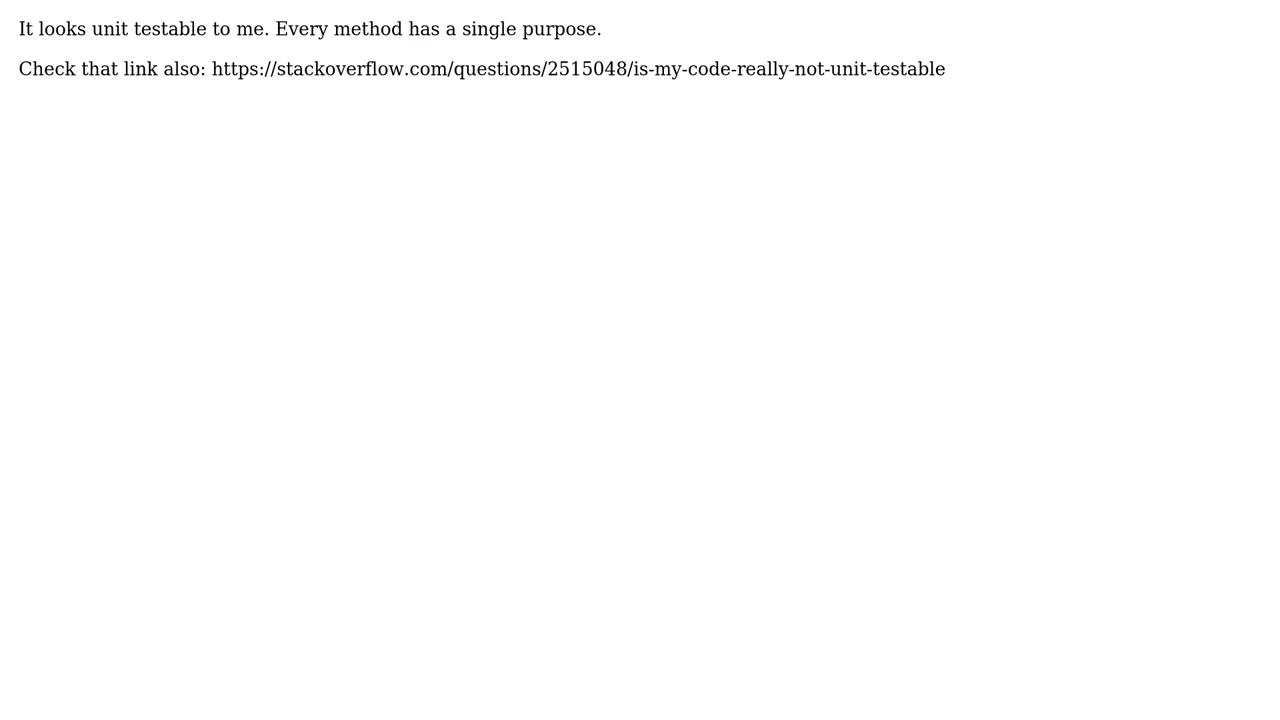 It looks unit testable to me. Every method has a single purpose.
Check that link also: https://stackoverflow.com/questions/2515048/is-my-code-really-not-unit-testable